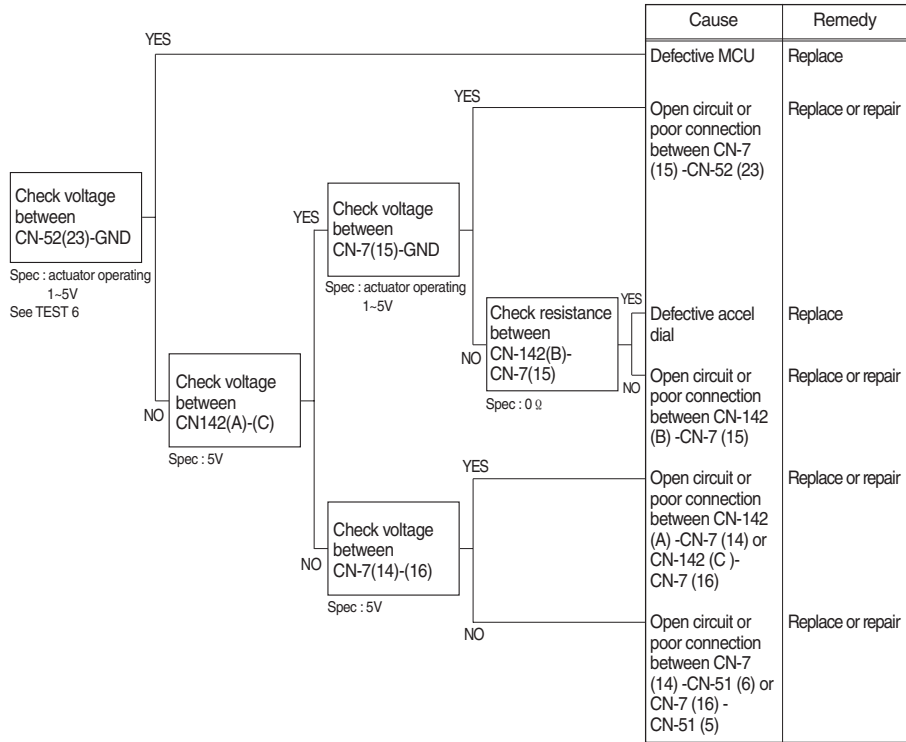 Cause Remedy
YES
Defective MCU Replace
YES
Open circuit or Replace or repair
poor connection
between CN-7
(15) -CN-52 (23)
Check voltage
between
CN-52(23)-GND
Spec : actuator operating
1~5V
See TEST 6
YES
Check voltage
between
CN-7(15)-GND
Spec : actuator operating
1~5V
NO
Check resistance
between
CN-142(B)-
CN-7(15)
Spec : 0 Ω
YES
Defective accel Replace
dial
NO
Open circuit or Replace or repair
poor connection
between CN-142
(B) -CN-7 (15)
NO
Check voltage
between
CN142(A)-(C)
Spec : 5V
YES
Open circuit or Replace or repair
poor connection
between CN-142
(A) -CN-7 (14) or
CN-142 (C )-
CN-7 (16)
NO
Check voltage
between
CN-7(14)-(16)
Spec : 5V
NO
Open circuit or Replace or repair
poor connection
between CN-7
(14) -CN-51 (6) or
CN-7 (16) -
CN-51 (5)